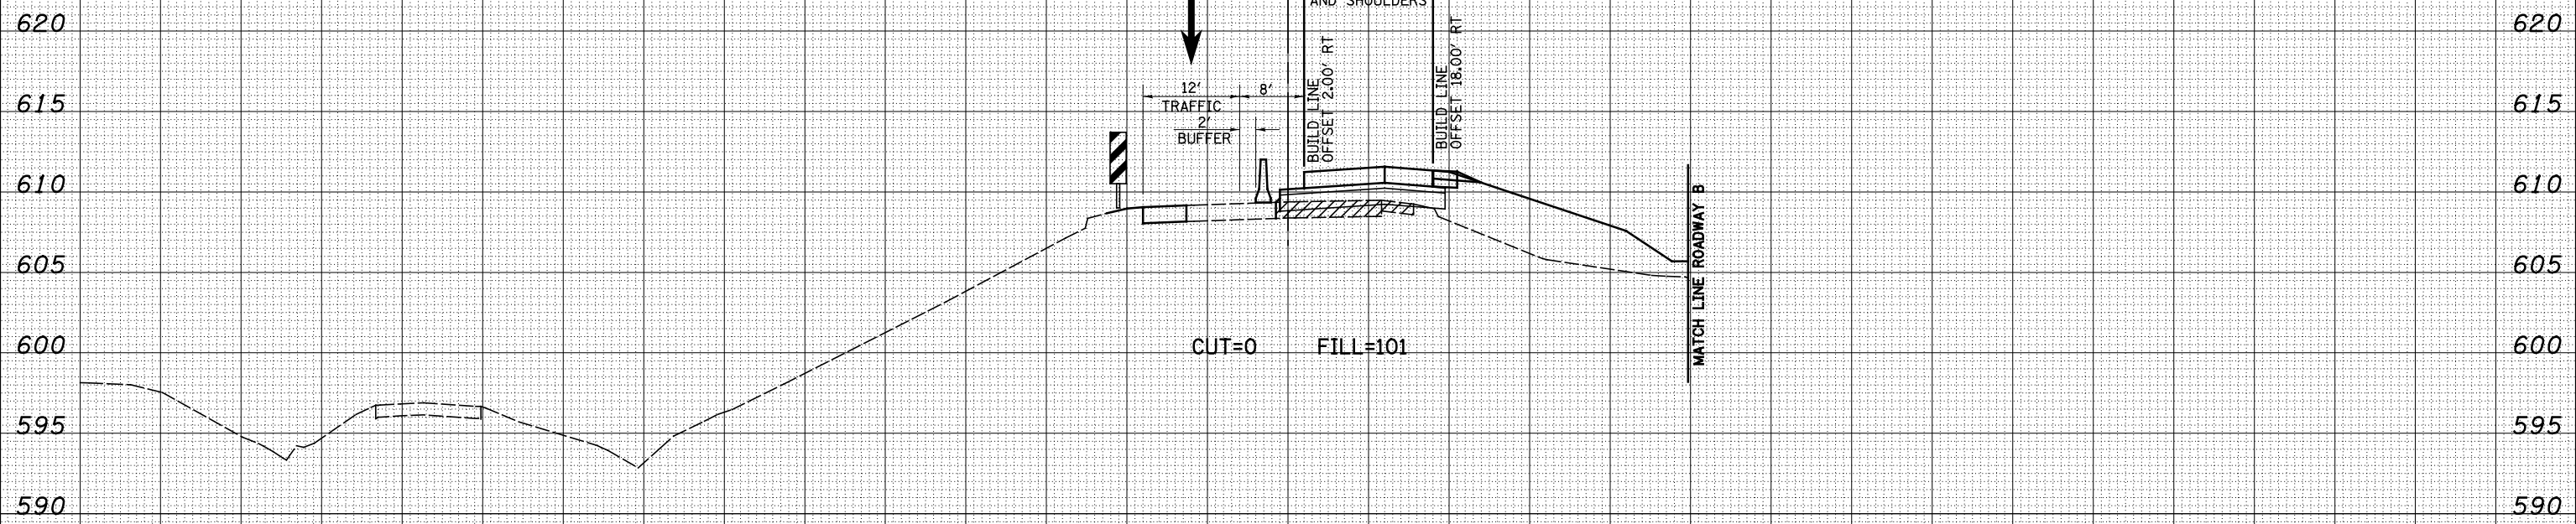 AND SHOULDERS
620
620
BUILD LINE
OFFSET 2.00' RT
BUILD LINE
OFFSET 18.00' RT
12'
8'
615
TRAFFIC
615
2'
BUFFER
610
610
MATCH LINE ROADWAY B
605
605
600
CUT=0
FILL=101
600
595
595
590
590